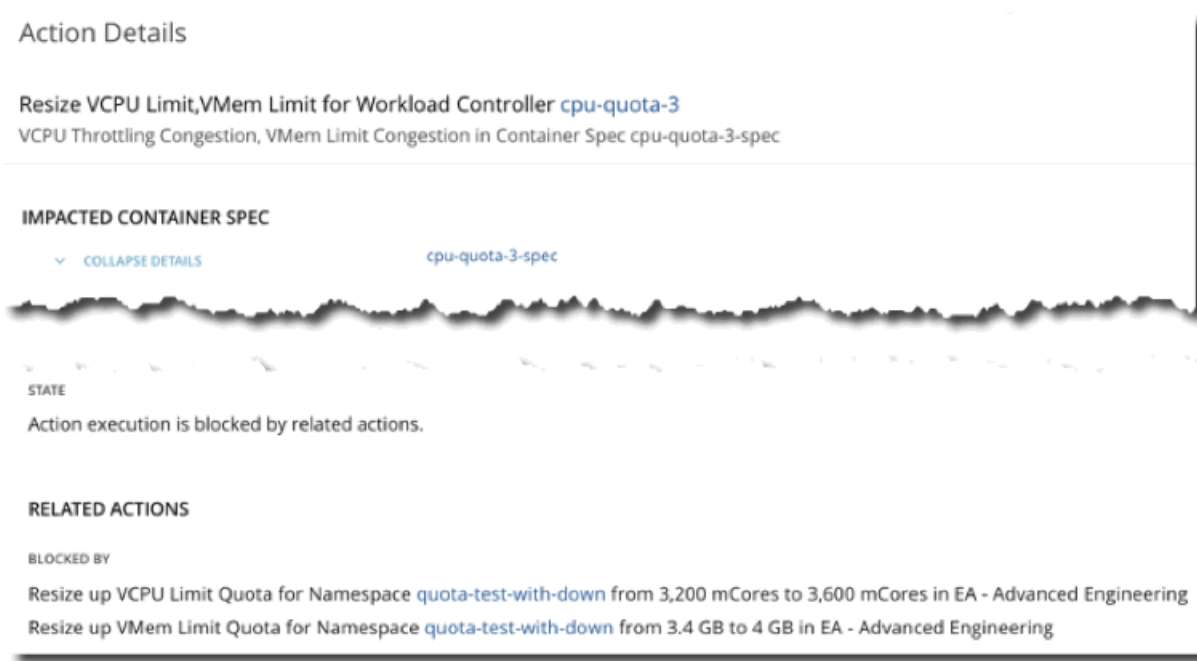 Action Details
Resize VCPU Limit,VMem Limit for Workload Controller cpu-quota-3
VCPU Throttling Congestion, VMem Limit Congestion in Container Spec cpu-quota-3-spec
IMPACTED CONTAINER SPEC
COLLAPSE DETAILS cpu-quota-3-spec
STATE
Action execution is blocked by related actions.
RELATED ACTIONS
BLOCKED BY
Resize up VCPU Limit Quota for Namespace quota-test-with-down from 3,200 mCores to 3,600 mCores in EA - Advanced Engineering
Resize up VMem Limit Quota for Namespace quota-test-with-down from 3.4 GB to 4 GB in EA - Advanced Engineering